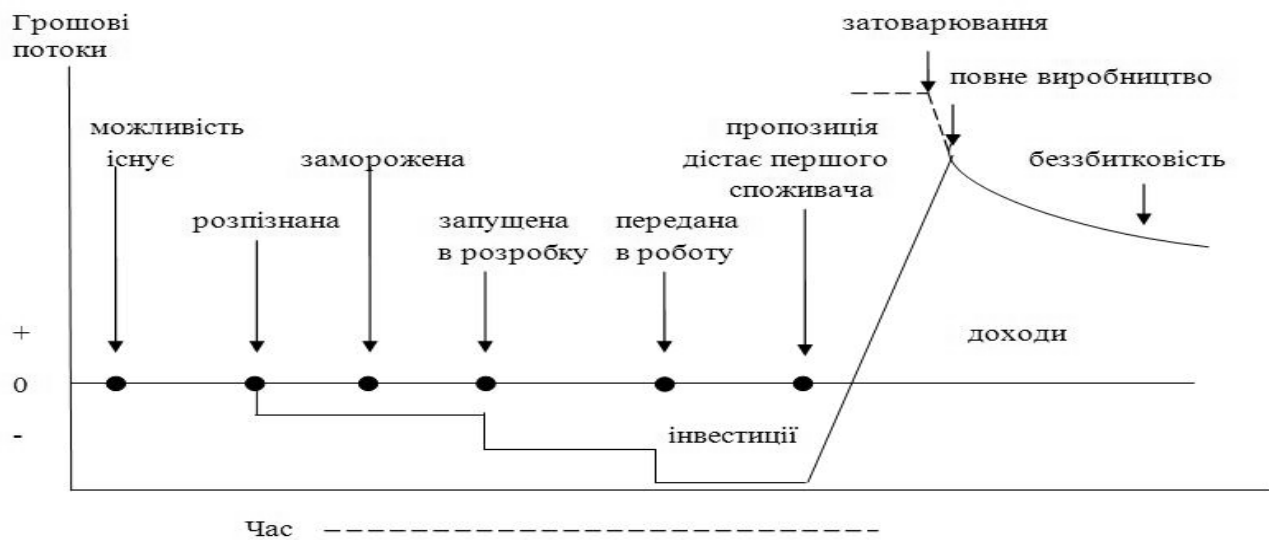 Грошові
потоки
затоварювання
повне виробництво
можливість
існує
заморожена
пропозиція
дістає першого
споживача
беззбитковість
розпізнана
запущена
в розробку
передана
в роботу
+
доходи
0
-
інвестиції
Час